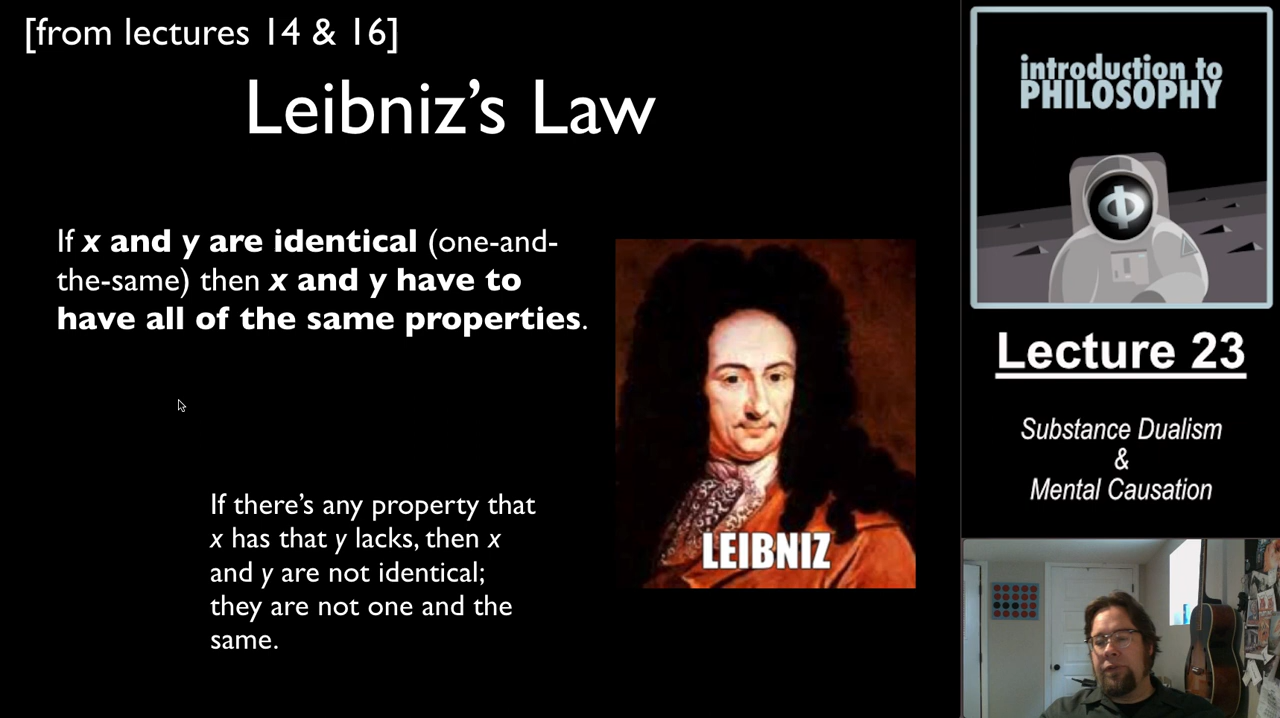 [from lectures 14 & 16]
Leibniz’s Law
If x and y are identical (one-and-
the-same) then x and y have to
have all of the same properties.
If there’s any property that
x has that y lacks, then x
and y are not identical;
they are not one and the
same.
LEIBNIZ
introduction to
PHILOSOPHY
Φ
Lecture 23
Substance Dualism
&
Mental Causation